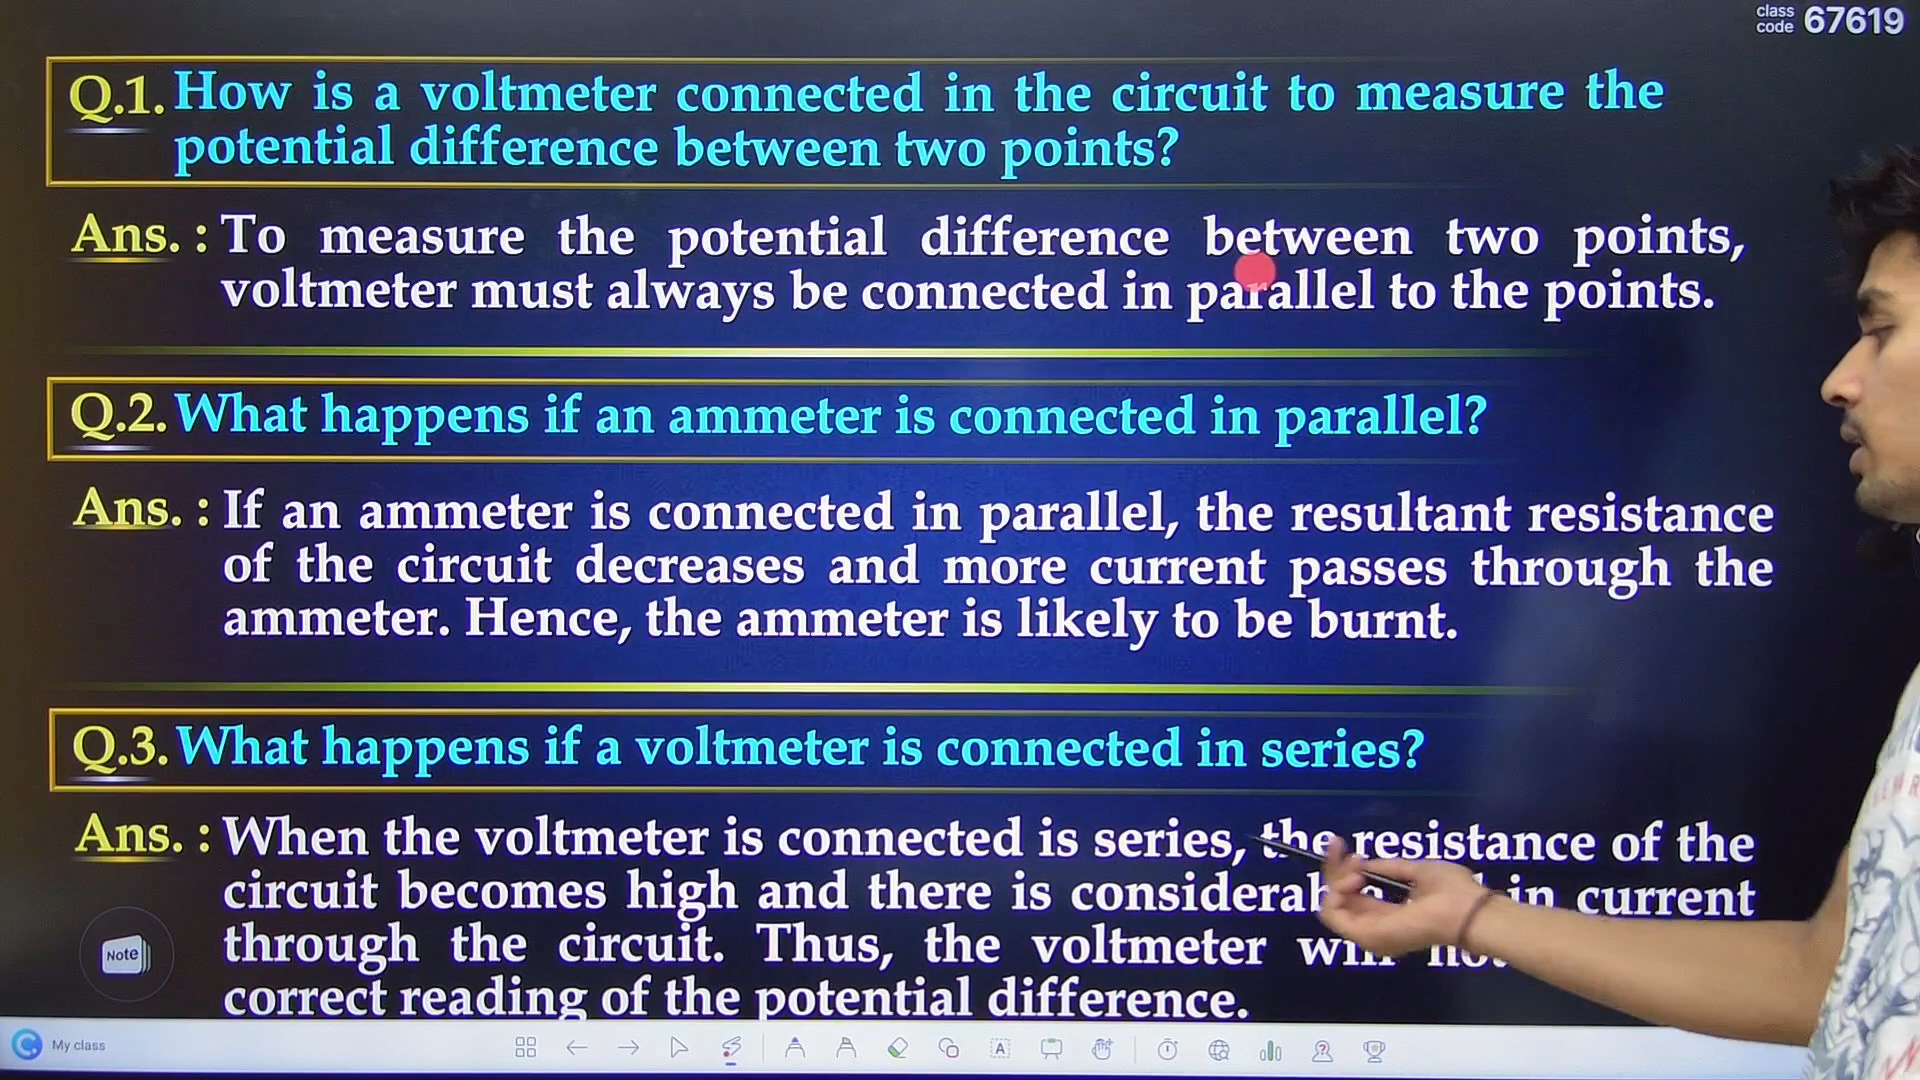 class code 67619
Q.1. How is a voltmeter connected in the circuit to measure the
potential difference between two points?
Ans. : To measure the potential difference between two points,
voltmeter must always be connected in parallel to the points.
Q.2. What happens if an ammeter is connected in parallel?
Ans. : If an ammeter is connected in parallel, the resultant resistance
of the circuit decreases and more current passes through the
ammeter. Hence, the ammeter is likely to be burnt.
Q.3. What happens if a voltmeter is connected in series?
Ans. : When the voltmeter is connected is series, the resistance of the
circuit becomes high and there is in current
through the circuit. Thus, the voltmeter
correct reading of the potential difference.
Note
My class